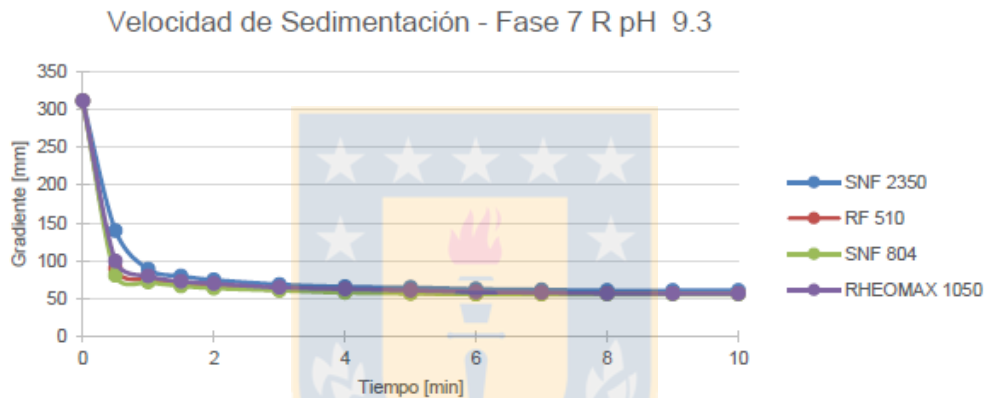 Velocidad de Sedimentación - Fase 7 R pH 9.3
350
300
250
200
150
100
50
0
Gradiente [mm]
0 2 4 6 8 10
Tiempo [min]
SNF 2350
RF 510
SNF 804
RHEOMAX 1050